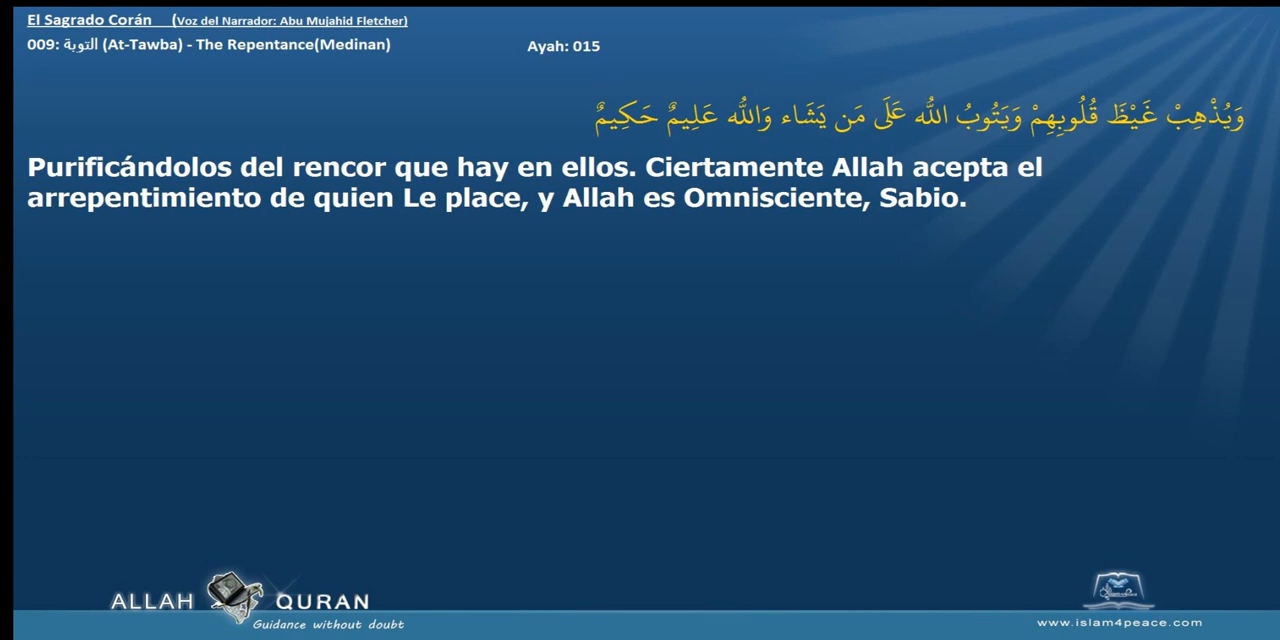 El Sagrado Corán (Voz del Narrador: Abu Mujahid Fletcher)
009: التوبة (At-Tawba) - The Repentance(Medinan) Ayah: 015
وَيُذْهِبْ غَيْظَ قُلُوبِهِمْ وَيَتُوبُ اللّهُ عَلَى مَن يَشَاء وَاللّهُ عَلِيمٌ حَكِيمٌ
Purificándolos del rencor que hay en ellos. Ciertamente Allah acepta el
arrepentimiento de quien Le place, y Allah es Omnisciente, Sabio.
ALLAH QURAN
Guidance without doubt
www.islam4peace.com